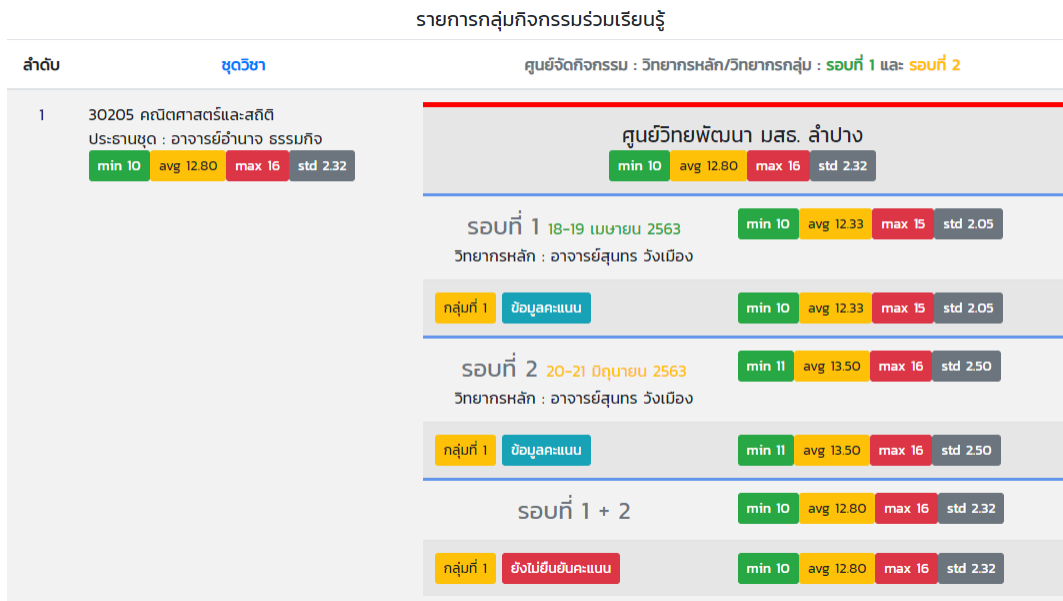 รายการกลุ่มกิจกรรมร่วมเรียนรู้
ลำดับ ชุดวิชา ศูนย์จัดกิจกรรม : วิทยากรหลัก/วิทยากรกลุ่ม : รอบที่ 1 และ รอบที่ 2
1 30205 คณิตศาสตร์และสถิติ
ประธานชุด : อาจารย์อำนาจ ธรรมกิจ
min 10 avg 12.80 max 16 std 2.32
ศูนย์วิทยพัฒนา มสธ. ลำปาง
min 10 avg 12.80 max 16 std 2.32
รอบที่ 1 18-19 เมษายน 2563 min 10 avg 12.33 max 15 std 2.05
วิทยากรหลัก : อาจารย์สุนทร วังเมือง
กลุ่มที่ 1 ข้อมูลคะแนน min 10 avg 12.33 max 15 std 2.05
รอบที่ 2 20-21 มิถุนายน 2563 min 11 avg 13.50 max 16 std 2.50
วิทยากรหลัก : อาจารย์สุนทร วังเมือง
กลุ่มที่ 1 ข้อมูลคะแนน min 11 avg 13.50 max 16 std 2.50
รอบที่ 1 + 2 min 10 avg 12.80 max 16 std 2.32
กลุ่มที่ 1 ยังไม่ยืนยันคะแนน min 10 avg 12.80 max 16 std 2.32